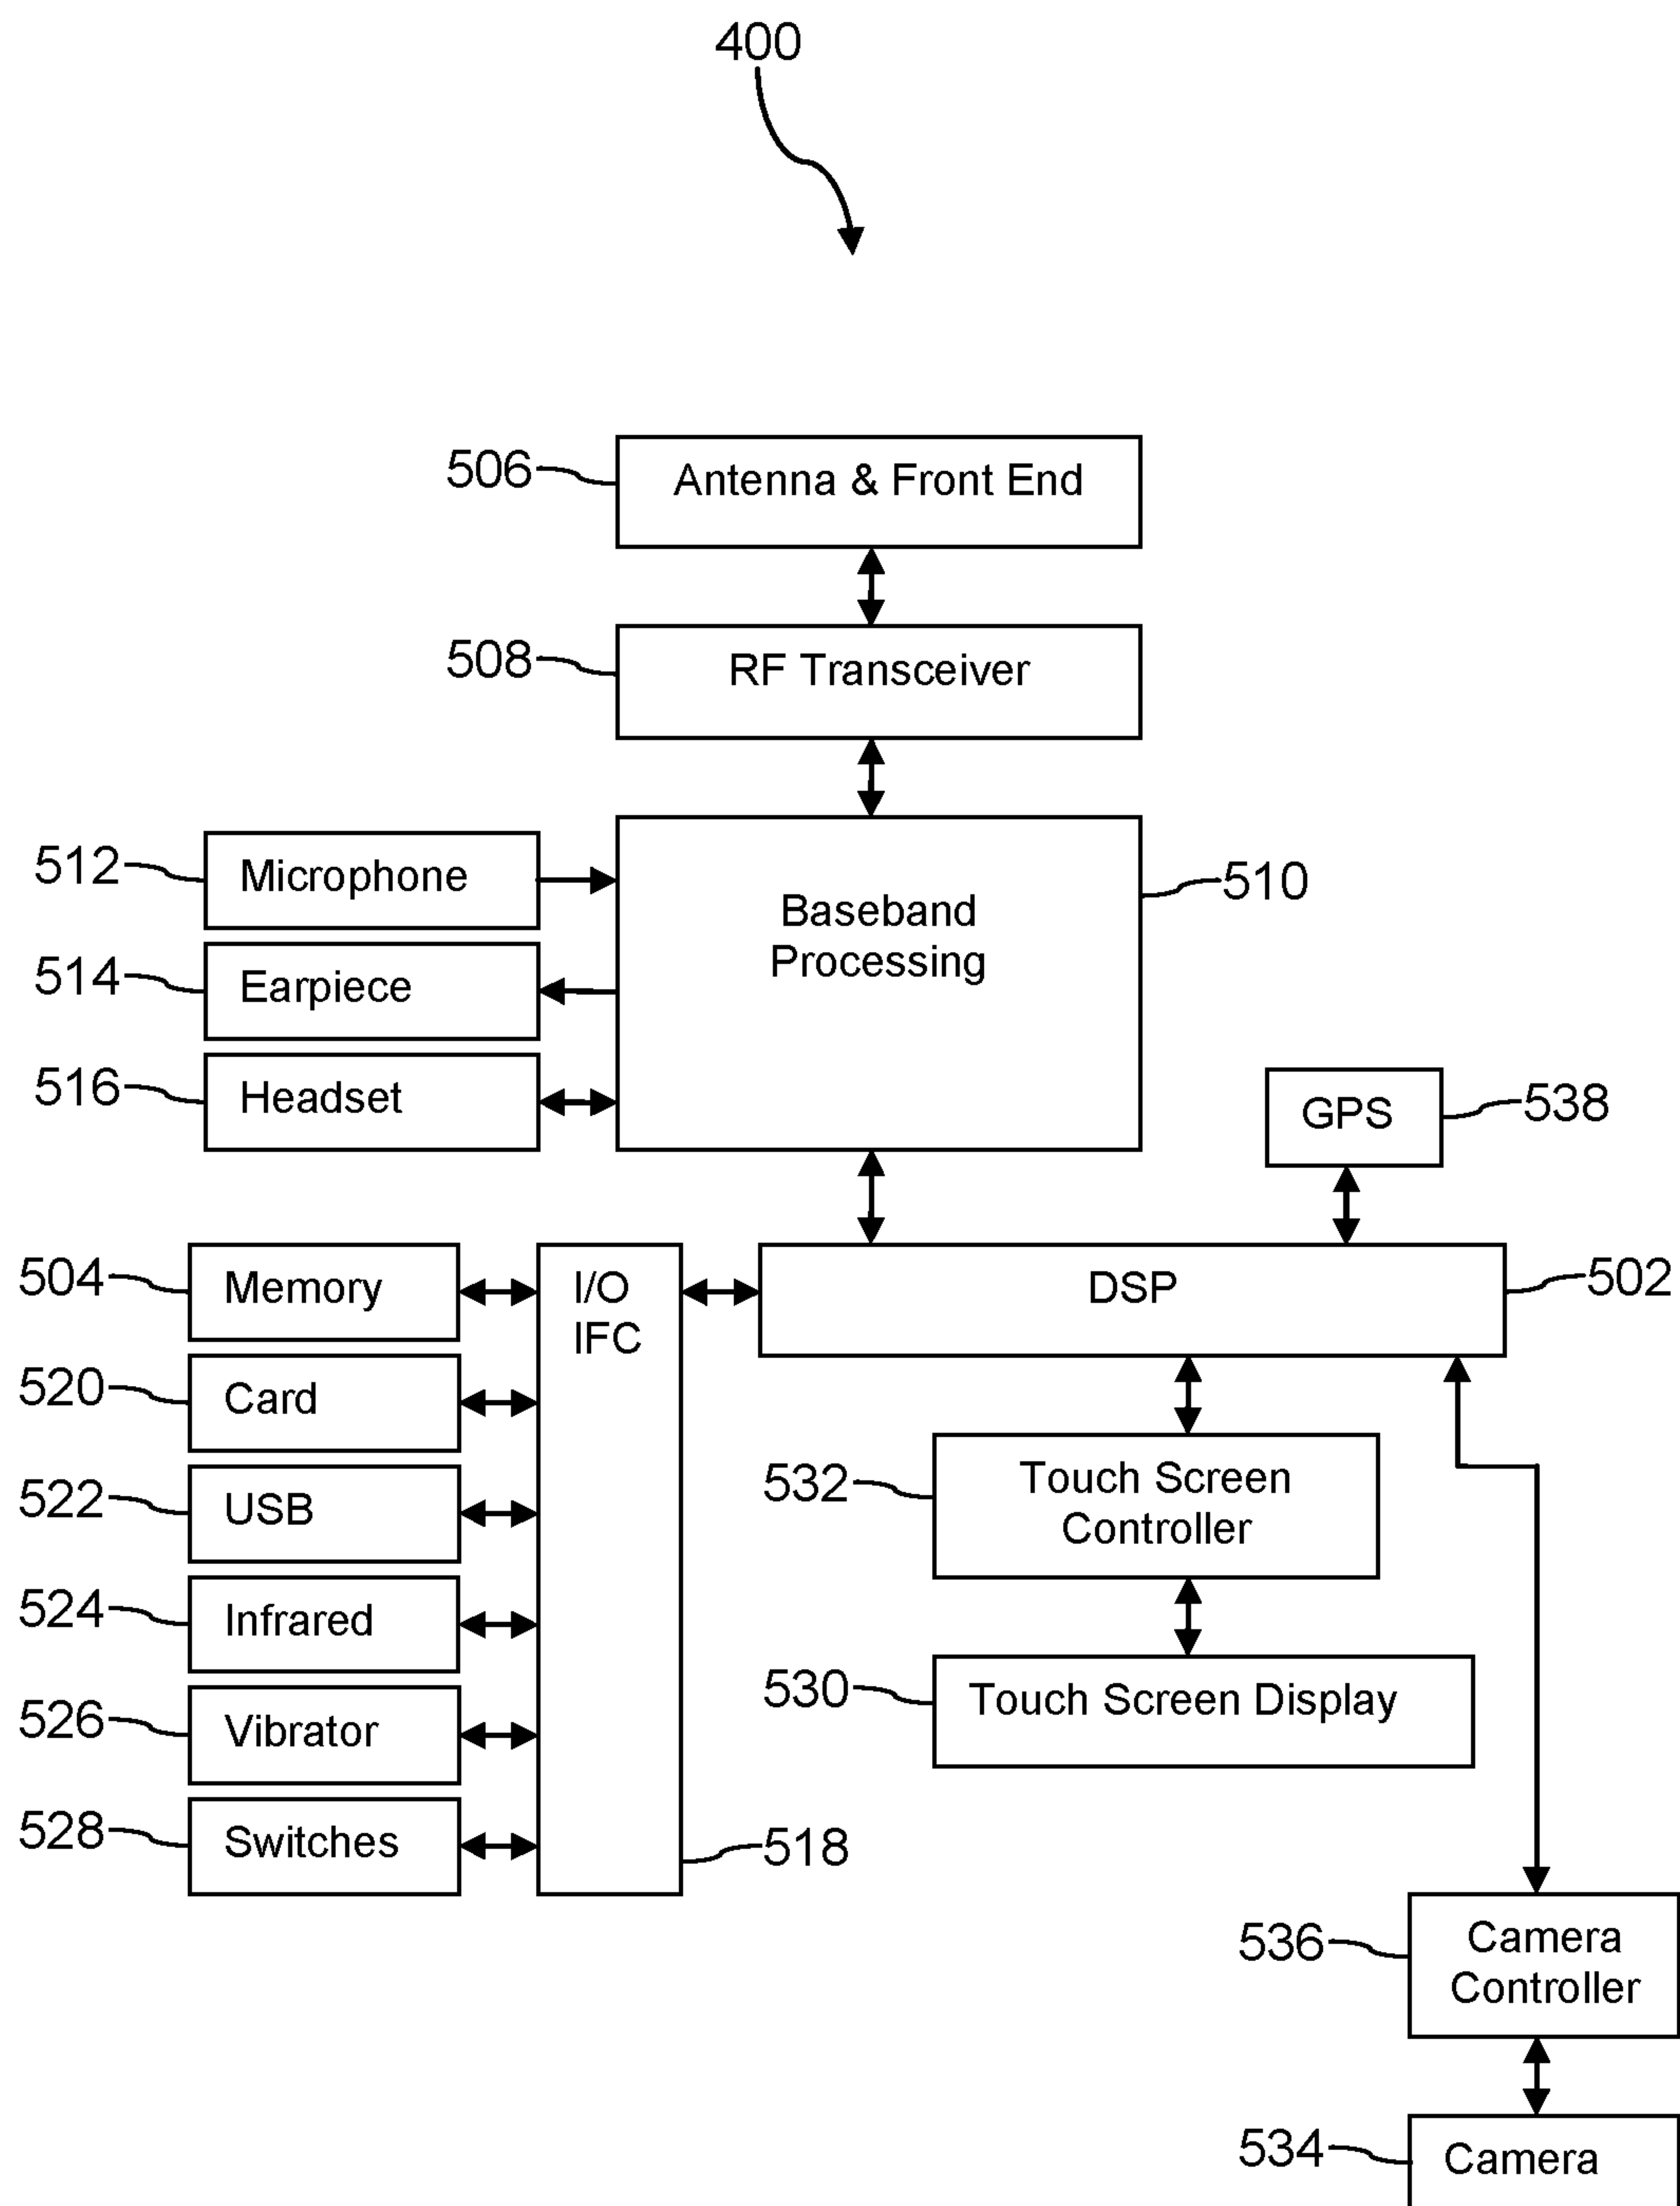 400
506
Antenna & Front End
508
RF Transceiver
512
Microphone
510
Baseband
Processing
514
Earpiece
516
Headset
GPS
538
504
Memory
I/O
IFC
DSP
502
520
Card
522
USB
532
Touch Screen
Controller
524
Infrared
530
Touch Screen Display
526
Vibrator
528
Switches
518
536
Camera
Controller
534
Camera